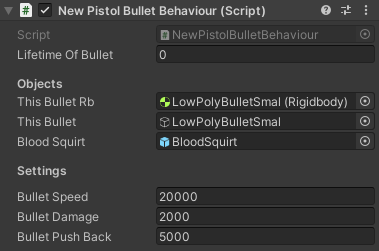 New Pistol Bullet Behaviour (Script)
Script NewPistolBulletBehaviour
Lifetime Of Bullet 0
Objects
This Bullet Rb LowPolyBulletSmal (Rigidbody)
This Bullet LowPolyBulletSmal
Blood Squirt BloodSquirt
Settings
Bullet Speed 20000
Bullet Damage 2000
Bullet Push Back 5000